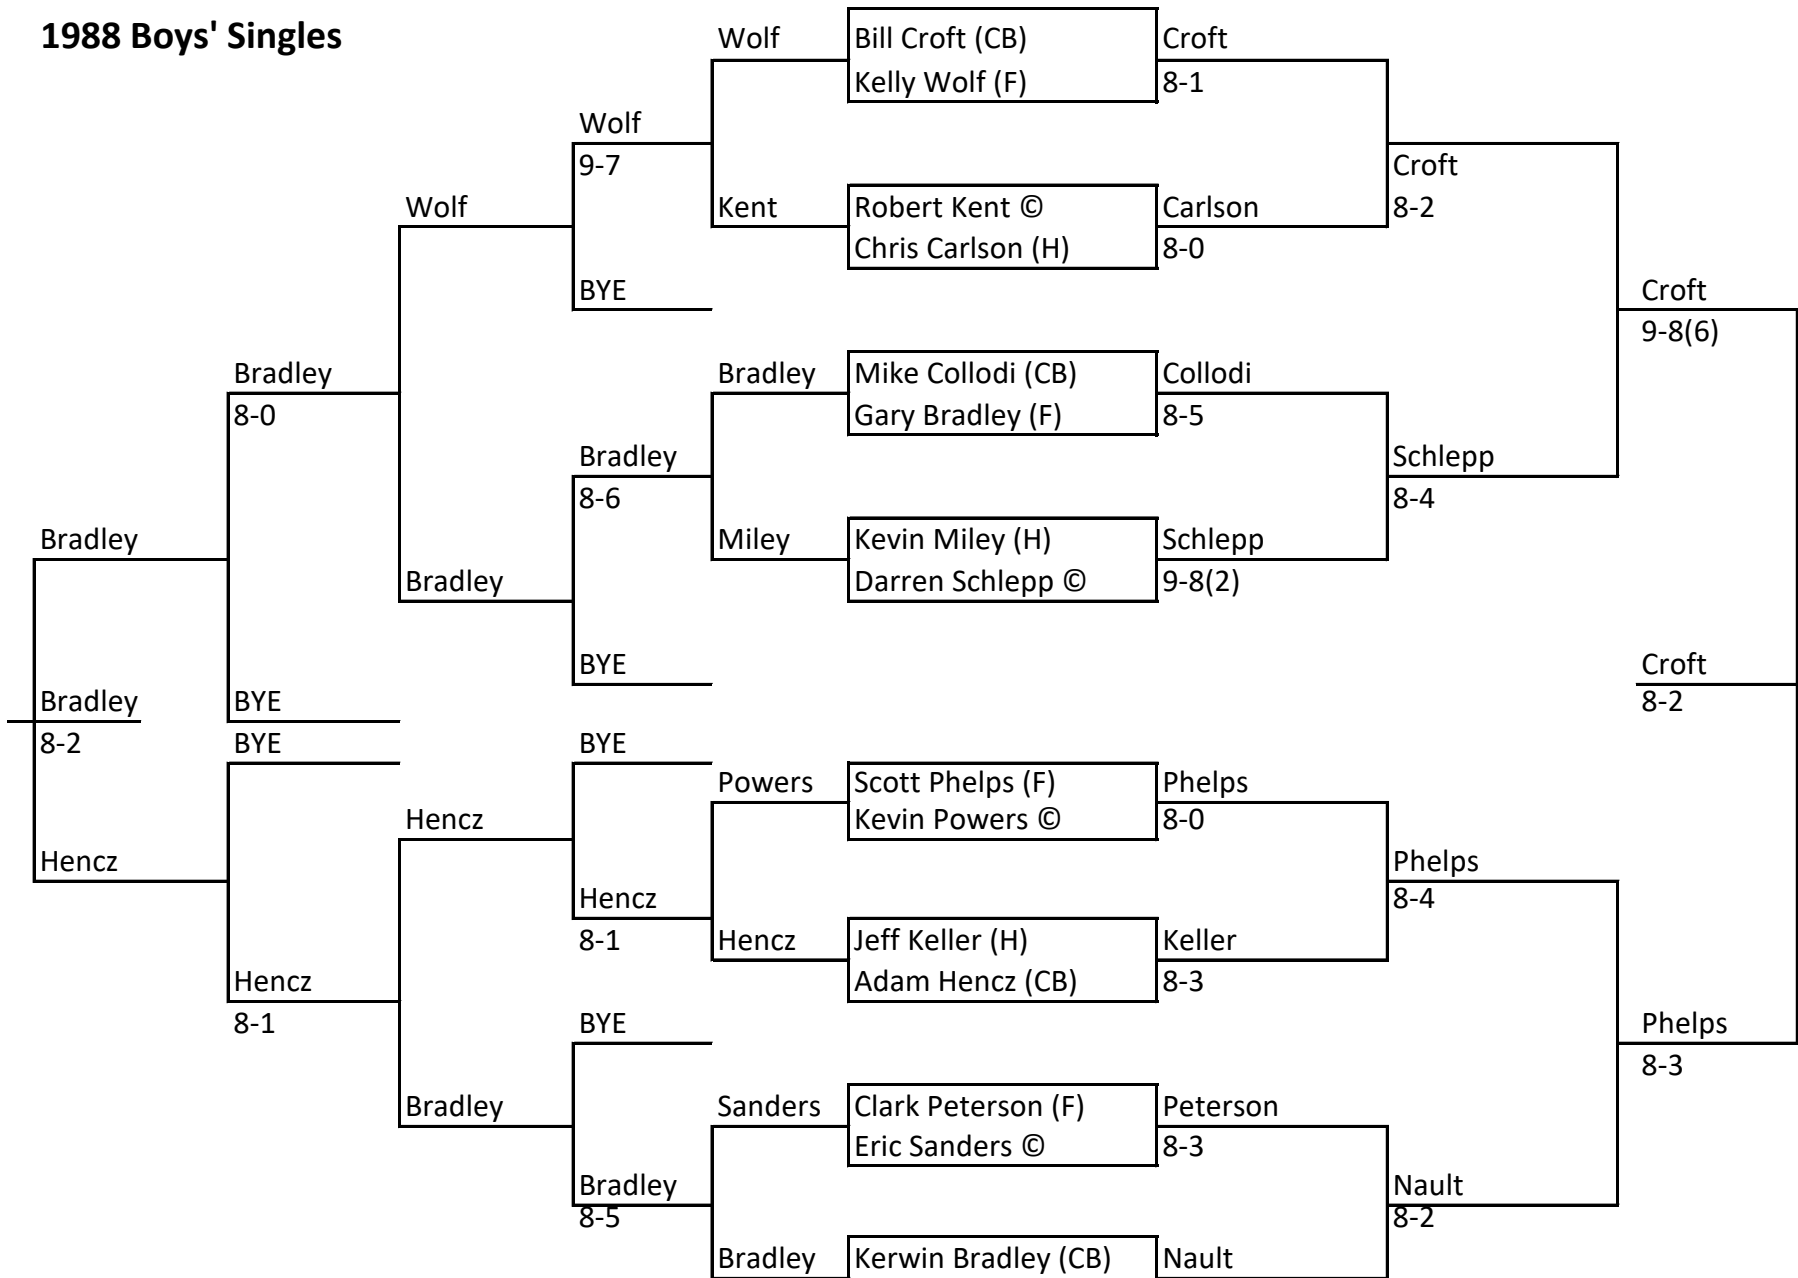 1988 Boys' Singles
Wolf
Bill Croft (CB)
Croft
Kelly Wolf (F)
8-1
Wolf
9-7
Croft
8-2
Wolf
Kent
Robert Kent ©
Carlson
Chris Carlson (H)
8-0
BYE
Croft
9-8(6)
Bradley
8-0
Bradley
Mike Collodi (CB)
Collodi
Gary Bradley (F)
8-5
Bradley
8-6
Schlepp
8-4
Bradley
Miley
Kevin Miley (H)
Schlepp
Bradley
Darren Schlepp ©
9-8(2)
BYE
Croft
8-2
Bradley
8-2
BYE
BYE
BYE
Powers
Scott Phelps (F)
Phelps
Hencz
Kevin Powers ©
8-0
Hencz
Phelps
8-4
Hencz
8-1
Hencz
Jeff Keller (H)
Keller
Hencz
8-1
Adam Hencz (CB)
8-3
BYE
Phelps
8-3
Bradley
Sanders
Clark Peterson (F)
Peterson
Eric Sanders ©
8-3
Bradley
8-5
Nault
8-2
Bradley
Kerwin Bradley (CB)
Nault